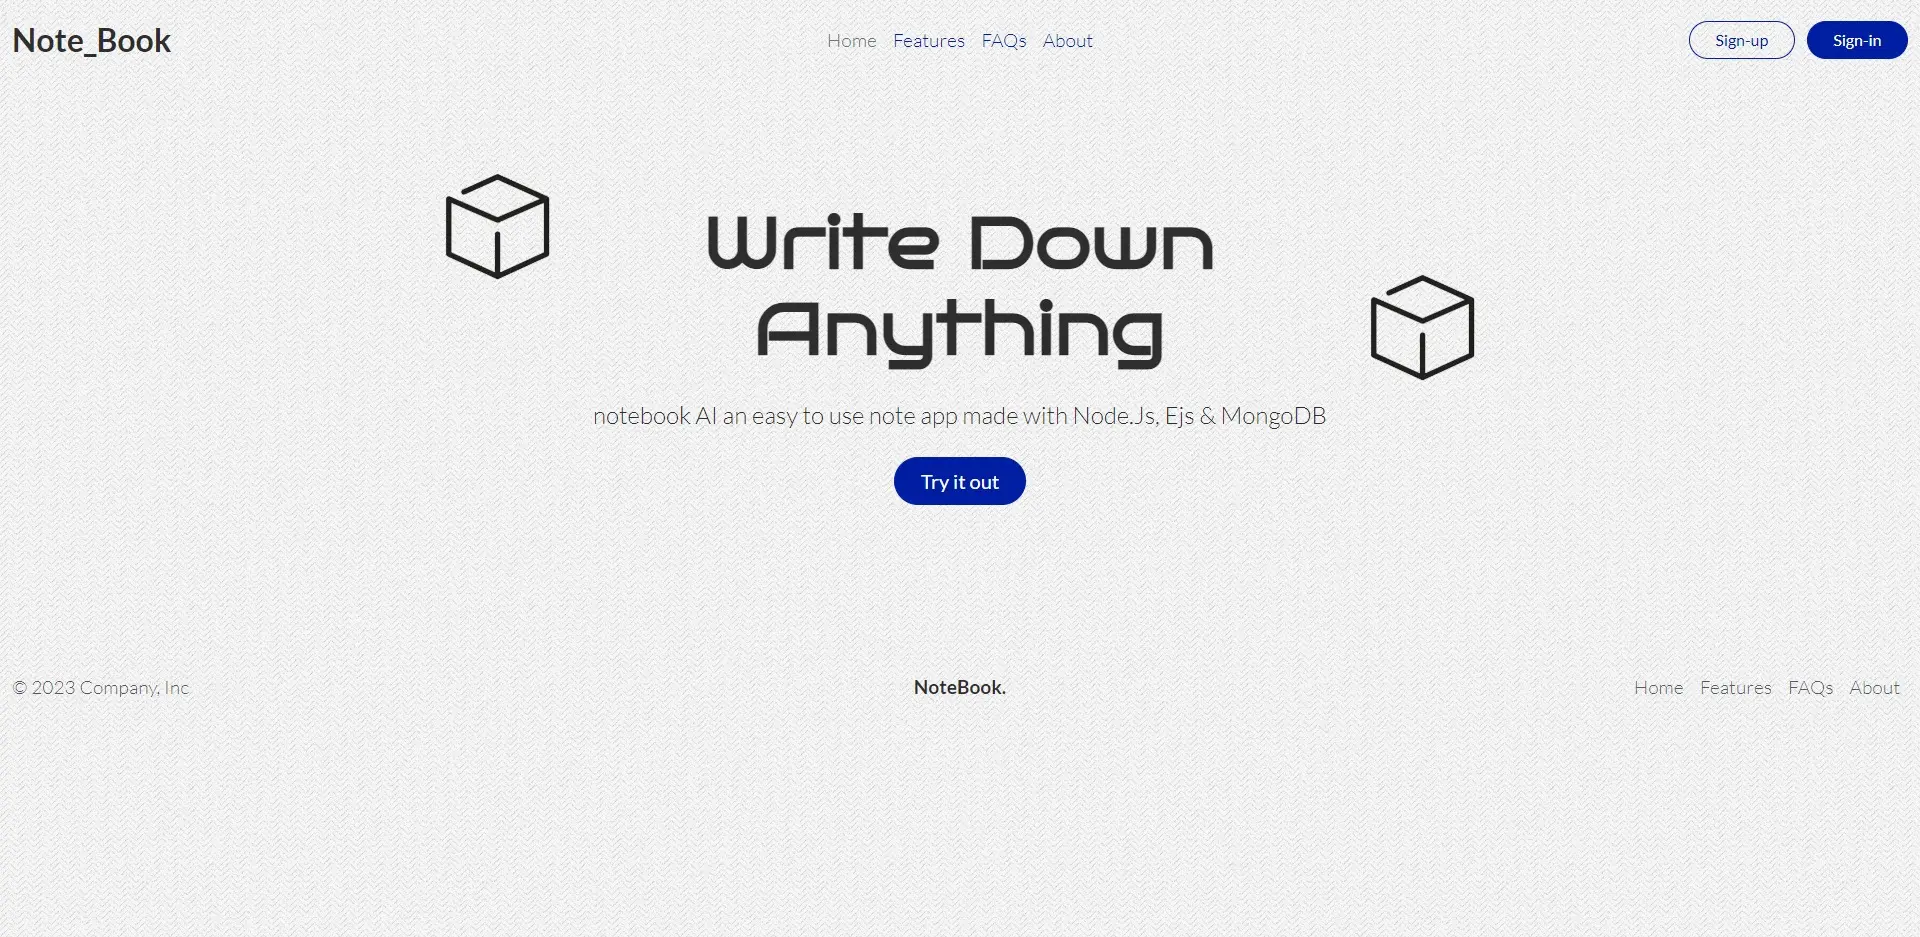 Note_Book
Home Features FAQs About
Sign-up Sign-in
Write Down
Anything
notebook AI an easy to use note app made with Node.Js, Ejs & MongoDB
Try it out
© 2023 Company, Inc
NoteBook.
Home Features FAQs About